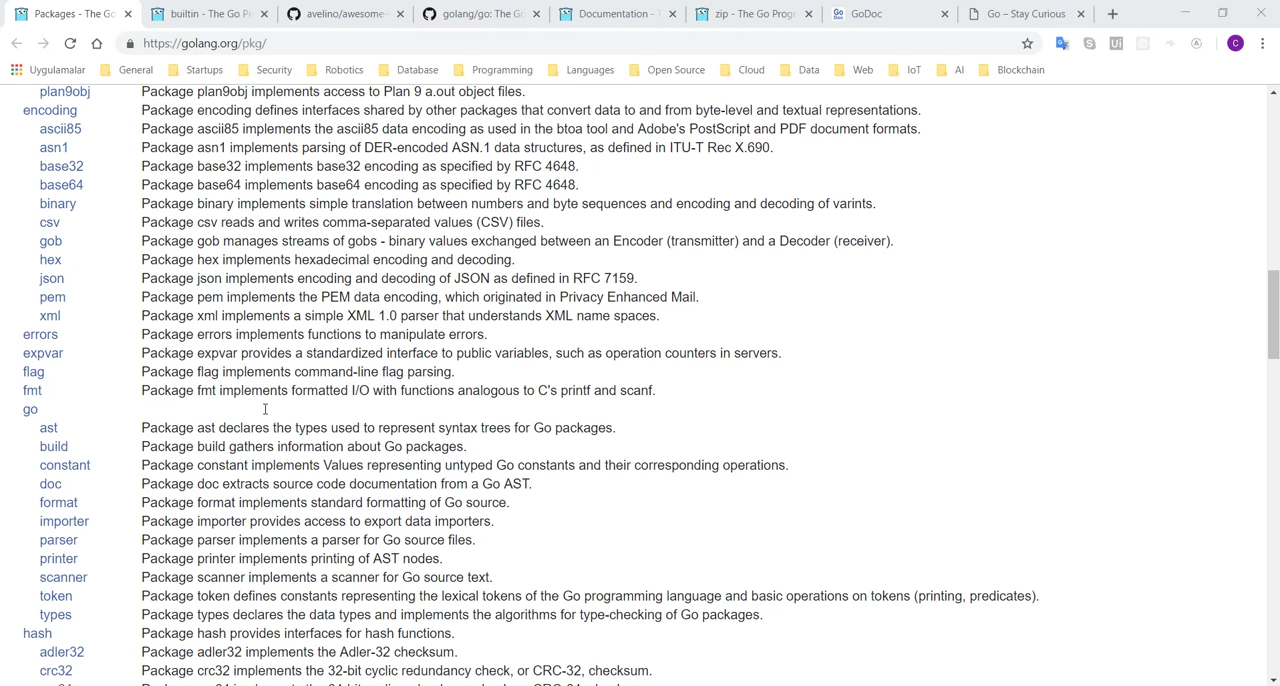 Packages - The Go
builtin - The Go Pr
avelino/awesome-
golang/go: The Go
Documentation - T
zip - The Go Progr
GoDoc
Go – Stay Curious
https://golang.org/pkg/
C
Uygulamalar General Startups Security Robotics Database Programming Languages Open Source Cloud Data Web IoT AI Blockchain
plan9obj Package plan9obj implements access to Plan 9 a.out object files.
encoding Package encoding defines interfaces shared by other packages that convert data to and from byte-level and textual representations.
ascii85 Package ascii85 implements the ascii85 data encoding as used in the btoa tool and Adobe's PostScript and PDF document formats.
asn1 Package asn1 implements parsing of DER-encoded ASN.1 data structures, as defined in ITU-T Rec X.690.
base32 Package base32 implements base32 encoding as specified by RFC 4648.
base64 Package base64 implements base64 encoding as specified by RFC 4648.
binary Package binary implements simple translation between numbers and byte sequences and encoding and decoding of varints.
csv Package csv reads and writes comma-separated values (CSV) files.
gob Package gob manages streams of gobs - binary values exchanged between an Encoder (transmitter) and a Decoder (receiver).
hex Package hex implements hexadecimal encoding and decoding.
json Package json implements encoding and decoding of JSON as defined in RFC 7159.
pem Package pem implements the PEM data encoding, which originated in Privacy Enhanced Mail.
xml Package xml implements a simple XML 1.0 parser that understands XML name spaces.
errors Package errors implements functions to manipulate errors.
expvar Package expvar provides a standardized interface to public variables, such as operation counters in servers.
flag Package flag implements command-line flag parsing.
fmt Package fmt implements formatted I/O with functions analogous to C's printf and scanf.
go
ast Package ast declares the types used to represent syntax trees for Go packages.
build Package build gathers information about Go packages.
constant Package constant implements Values representing untyped Go constants and their corresponding operations.
doc Package doc extracts source code documentation from a Go AST.
format Package format implements standard formatting of Go source.
importer Package importer provides access to export data importers.
parser Package parser implements a parser for Go source files.
printer Package printer implements printing of AST nodes.
scanner Package scanner implements a scanner for Go source text.
token Package token defines constants representing the lexical tokens of the Go programming language and basic operations on tokens (printing, predicates).
types Package types declares the data types and implements the algorithms for type-checking of Go packages.
hash Package hash provides interfaces for hash functions.
adler32 Package adler32 implements the Adler-32 checksum.
crc32 Package crc32 implements the 32-bit cyclic redundancy check, or CRC-32, checksum.